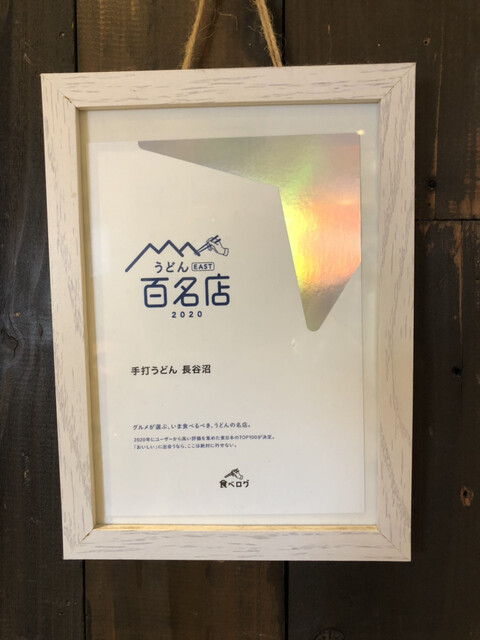 うどん EAST
百名店
2020
手打うどん 長谷沼
グルメが選ぶ、いま食べるべき、うどんの名店。
2020年にユーザーから高い評価を集めた東日本のTOP100が決定。
「おいしい」に出会うなら、ここは絶対に外せない。
食べログ